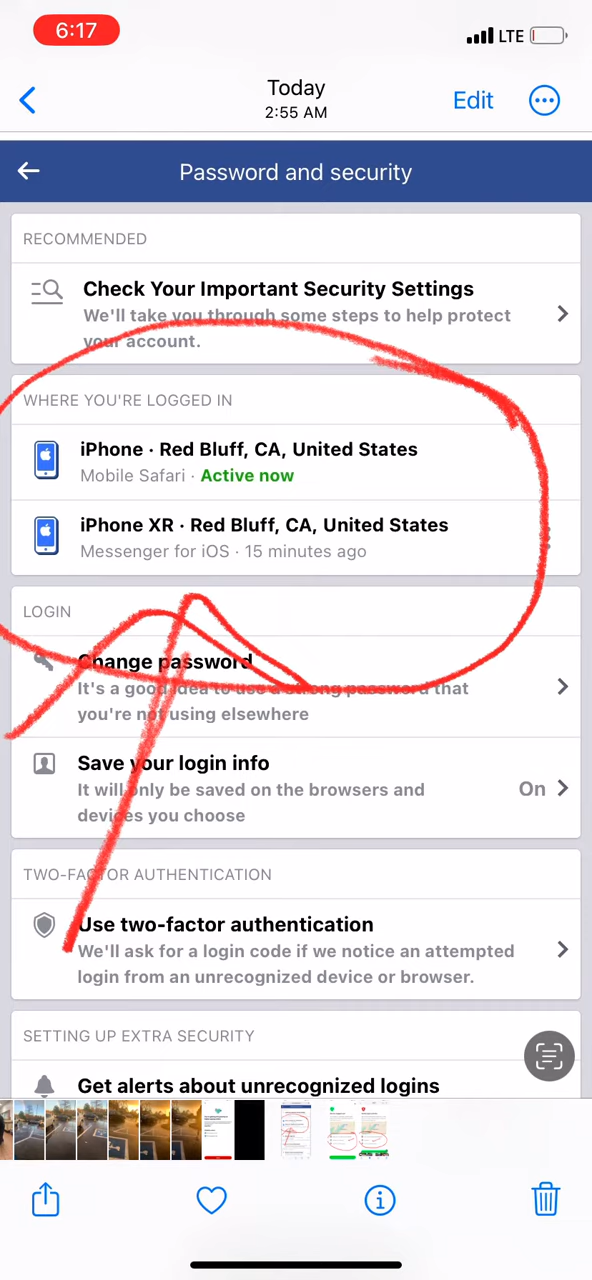 6:17
LTE
Today
2:55 AM
Edit
Password and security
RECOMMENDED
Check Your Important Security Settings
We'll take you through some steps to help protect
your account.
WHERE YOU'RE LOGGED IN
iPhone · Red Bluff, CA, United States
Mobile Safari · Active now
iPhone XR · Red Bluff, CA, United States
Messenger for iOS · 15 minutes ago
LOGIN
Change password
It's a good idea to use a strong password that
you're not using elsewhere
Save your login info
It will only be saved on the browsers and
devices you choose
On
TWO-FACTOR AUTHENTICATION
Use two-factor authentication
We'll ask for a login code if we notice an attempted
login from an unrecognized device or browser.
SETTING UP EXTRA SECURITY
Get alerts about unrecognized logins